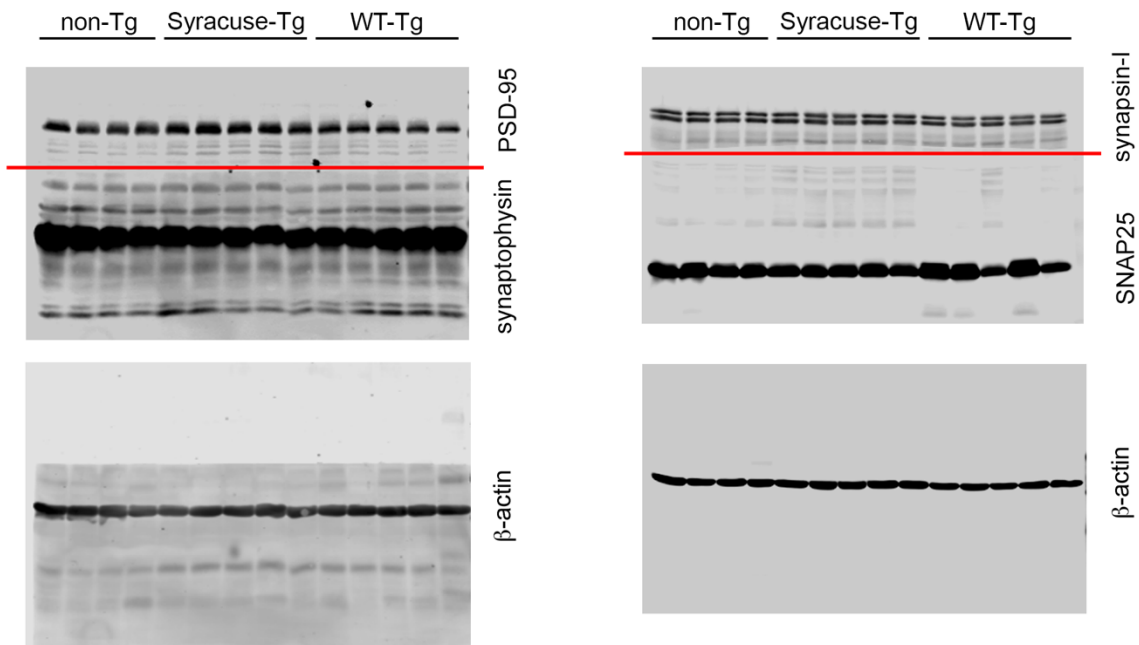 non-Tg Syracuse-Tg WT-Tg
PSD-95
synaptophysin
β-actin
non-Tg Syracuse-Tg WT-Tg
synapsin-I
SNAP25
β-actin